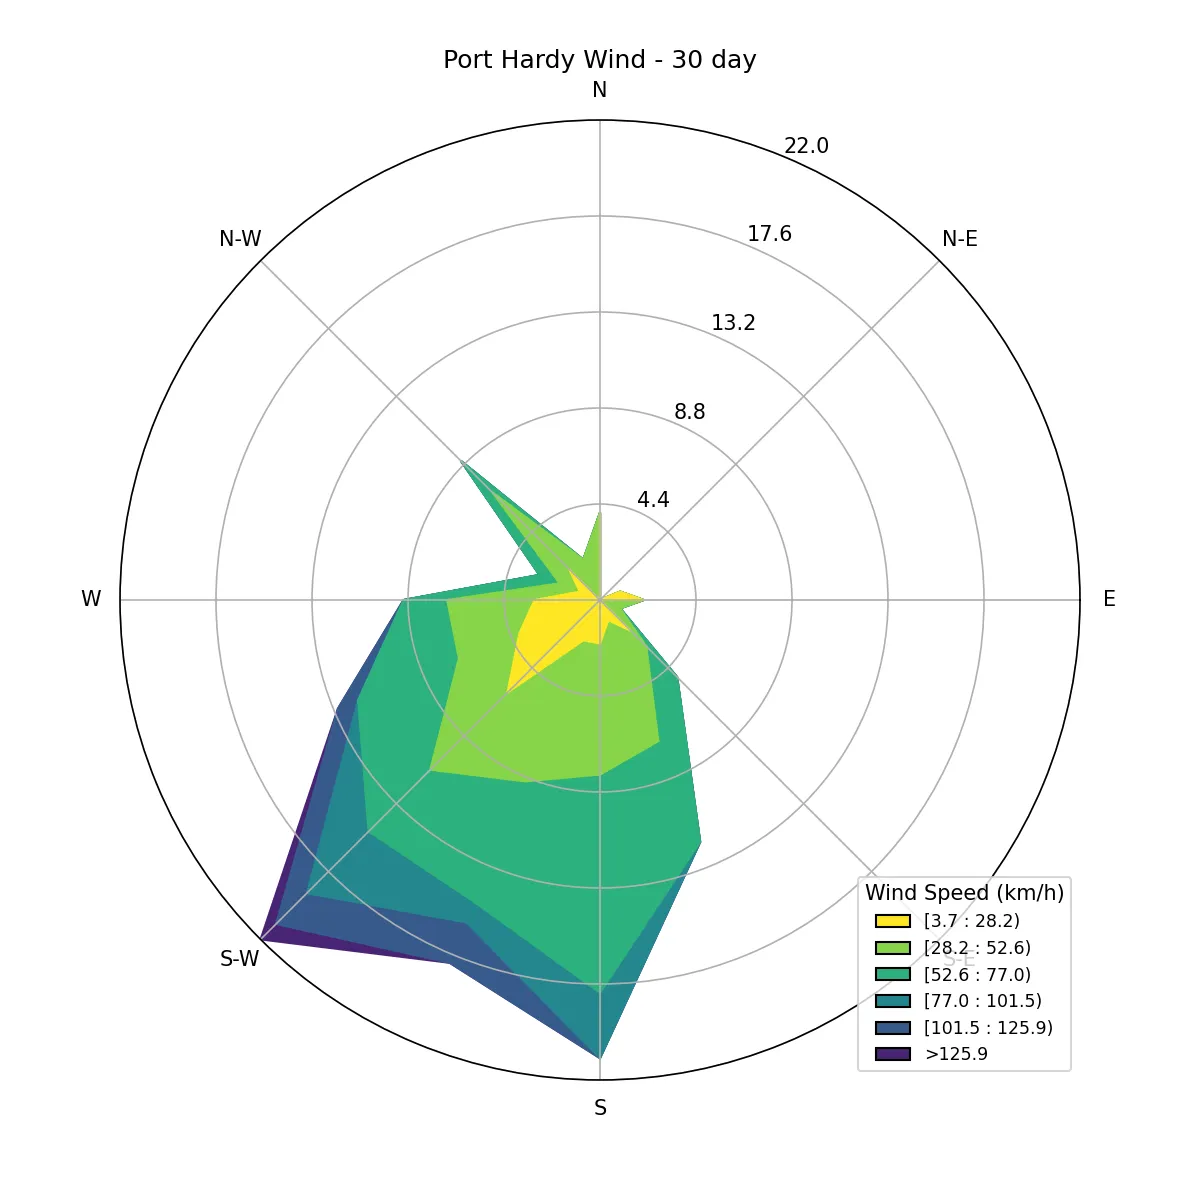 Port Hardy Wind - 30 day
N
22.0
17.6
N-W
N-E
13.2
8.8
4.4
W
E
Wind Speed (km/h)
[3.7 : 28.2)
[28.2 : 52.6)
S-W
S-E
[52.6 : 77.0)
[77.0 : 101.5)
[101.5 : 125.9)
>125.9
S